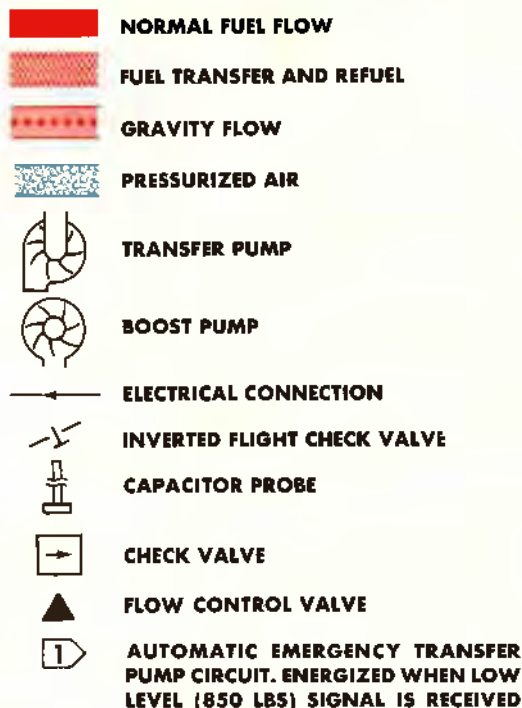 NORMAL FUEL FLOW
FUEL TRANSFER AND REFUEL
GRAVITY FLOW
PRESSURIZED AIR
TRANSFER PUMP
BOOST PUMP
ELECTRICAL CONNECTION
INVERTED FLIGHT CHECK VALVE
CAPACITOR PROBE
CHECK VALVE
FLOW CONTROL VALVE
1 AUTOMATIC EMERGENCY TRANSFER
PUMP CIRCUIT. ENERGIZED WHEN LOW
LEVEL (850 LBS) SIGNAL IS RECEIVED